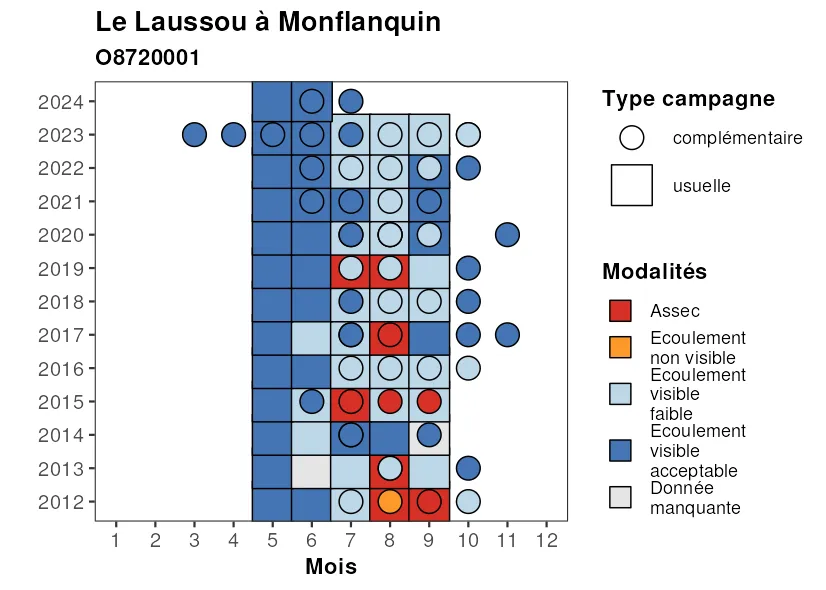 Le Laussou à Monflanquin
O8720001
2024
2023
2022
2021
2020
2019
2018
2017
2016
2015
2014
2013
2012
1 2 3 4 5 6 7 8 9 10 11 12
Mois
Type campagne
complémentaire
usuelle
Modalités
Assec
Ecoulement
non visible
Ecoulement
visible
faible
Ecoulement
visible
acceptable
Donnée
manquante